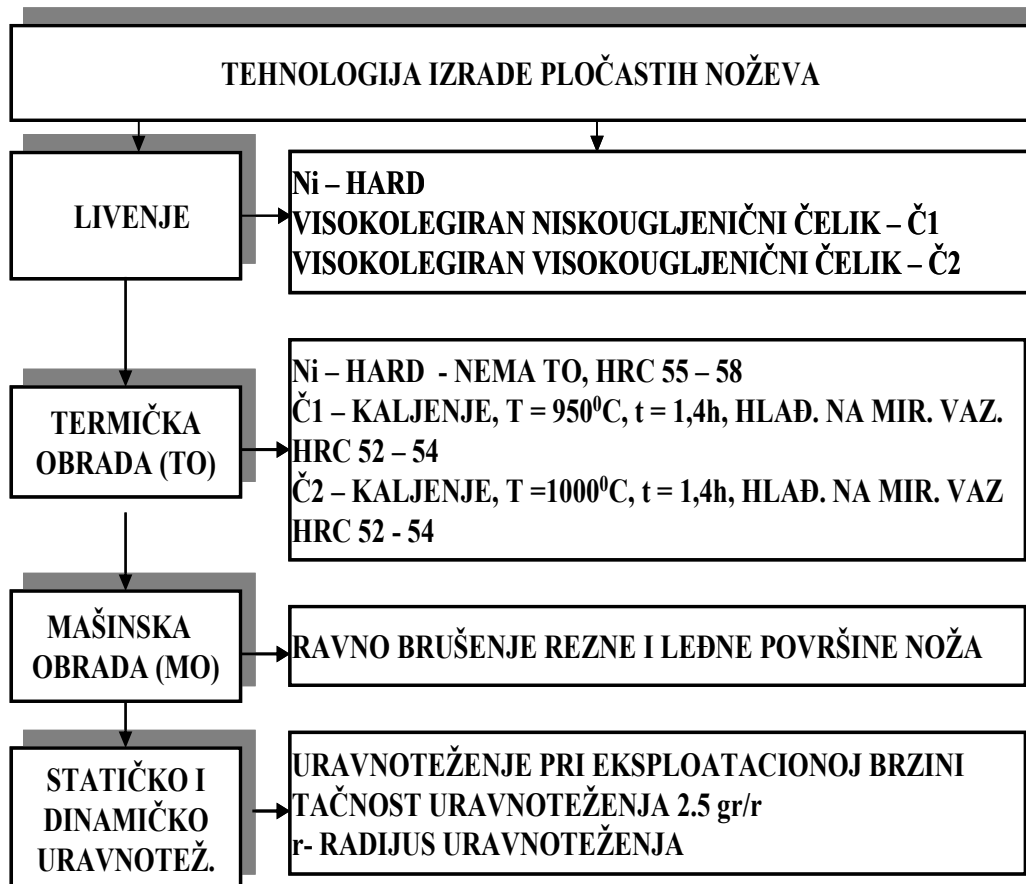 TEHNOLOGIJA IZRADE PLOČASTIH NOŽEVA
LIVENJE
Ni – HARD
VISOKOLEGIRAN NISKOUGLJENIČNI ČELIK – Č1
VISOKOLEGIRAN VISOKOUGLJENIČNI ČELIK – Č2
TERMIČKA
OBRADA (TO)
Ni – HARD - NEMA TO, HRC 55 – 58
Č1 – KALJENJE, T = 950⁰C, t = 1,4h, HLAĐ. NA MIR. VAZ.
HRC 52 – 54
Č2 – KALJENJE, T =1000⁰C, t = 1,4h, HLAĐ. NA MIR. VAZ
HRC 52 - 54
MAŠINSKA
OBRADA (MO)
RAVNO BRUŠENJE REZNE I LEĐNE POVRŠINE NOŽA
STATIČKO I
DINAMIČKO
URAVNOTEŽ.
URAVNOTEŽENJE PRI EKSPLOATACIONOJ BRZINI
TAČNOST URAVNOTEŽENJA 2.5 gr/r
r- RADIJUS URAVNOTEŽENJA